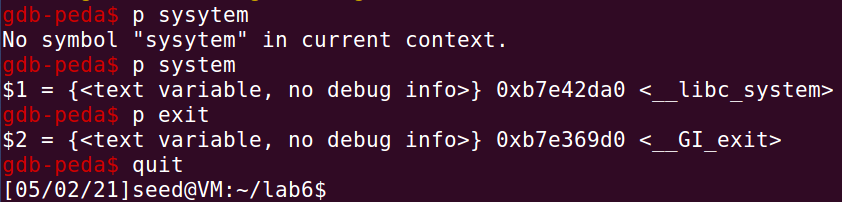 gdb-peda$ p sysytem
No symbol "sysytem" in current context.
gdb-peda$ p system
$1 = {<text variable, no debug info>} 0xb7e42da0 <__libc_system>
gdb-peda$ p exit
$2 = {<text variable, no debug info>} 0xb7e369d0 <__GI_exit>
gdb-peda$ quit
[05/02/21]seed@VM:~/lab6$